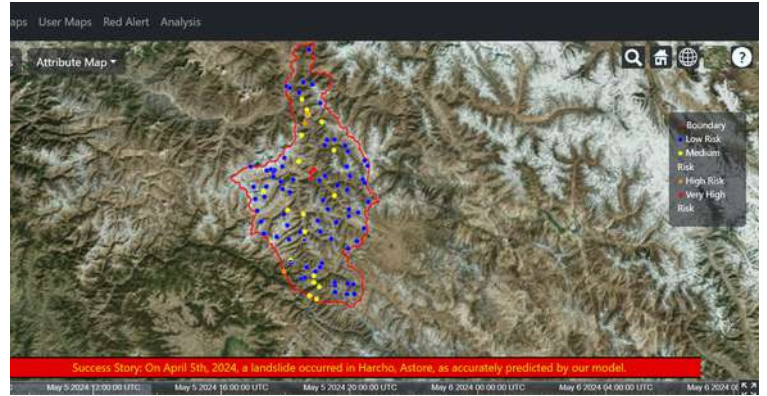 aps User Maps Red Alert Analysis
Attribute Map
?
Boundary
Low Risk
Medium
Risk
High Risk
Very High
Risk
Success Story: On April 5th, 2024, a landslide occurred in Harcho, Astore, as accurately predicted by our model.
C May 5 2024 12:00:00 UTC May 5 2024 16:00:00 UTC May 5 2024 20:00:00 UTC May 6 2024 00:00:00 UTC May 6 2024 04:00:00 UTC May 6 2024